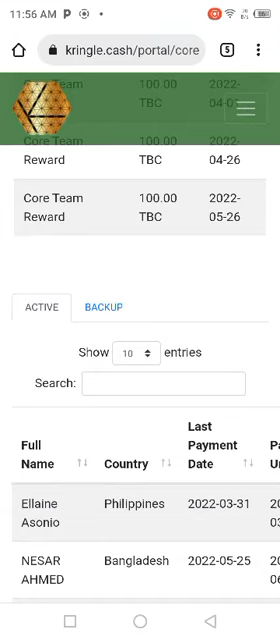 11:56 AM
kringle.cash/portal/core
5
Core Team 100.00 2022-
TBC
Core Team 100.00 2022-
Reward TBC 04-26
Core Team 100.00 2022-
Reward TBC 05-26
ACTIVE BACKUP
Show 10 entries
Search:
Last
Full Payment
Name Country Date
Ellaine Philippines 2022-03-31
Asonio
NESAR Bangladesh 2022-05-25
AHMED